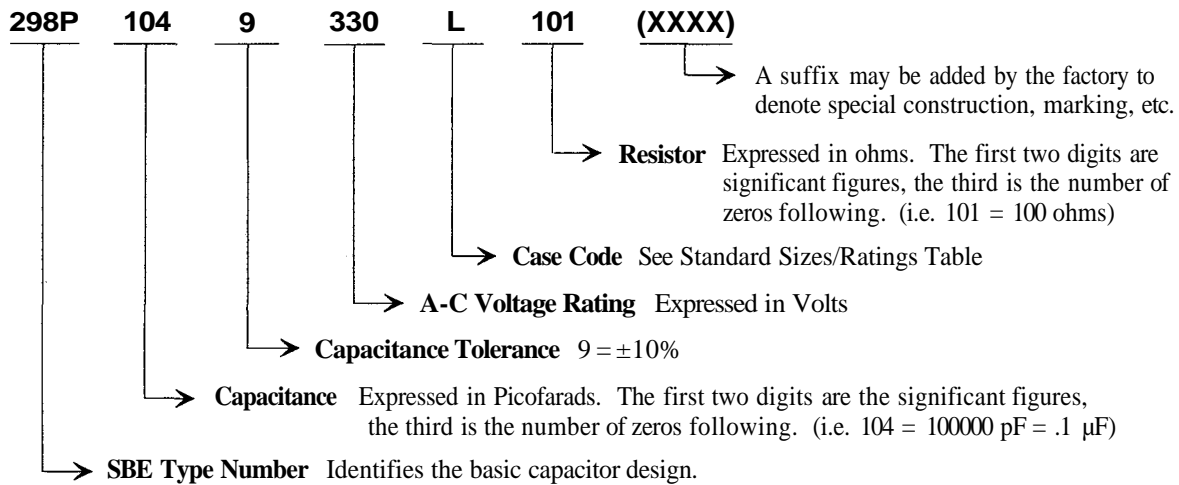 298P 104 9 330 L 101 (XXXX)
A suffix may be added by the factory to
denote special construction, marking, etc.
Resistor Expressed in ohms. The first two digits are
significant figures, the third is the number of
zeros following. (i.e. 101 = 100 ohms)
Case Code See Standard Sizes/Ratings Table
A-C Voltage Rating Expressed in Volts
Capacitance Tolerance 9 = ±10%
Capacitance Expressed in Picofarads. The first two digits are the significant figures,
the third is the number of zeros following. (i.e. 104 = 100000 pF = .1 µF)
SBE Type Number Identifies the basic capacitor design.